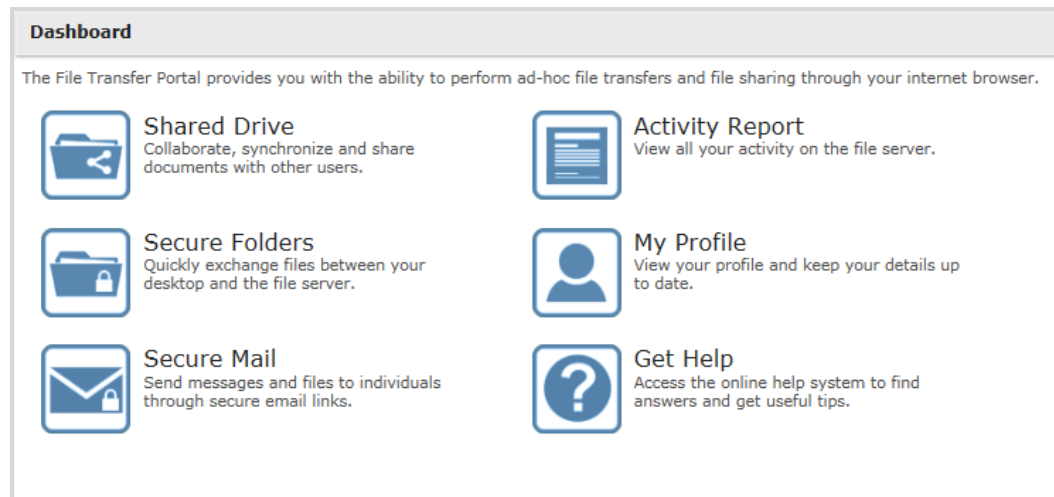 Dashboard
The File Transfer Portal provides you with the ability to perform ad-hoc file transfers and file sharing through your internet browser.
Shared Drive
Collaborate, synchronize and share
documents with other users.
Activity Report
View all your activity on the file server.
Secure Folders
Quickly exchange files between your
desktop and the file server.
My Profile
View your profile and keep your details up
to date.
Secure Mail
Send messages and files to individuals
through secure email links.
Get Help
Access the online help system to find
answers and get useful tips.